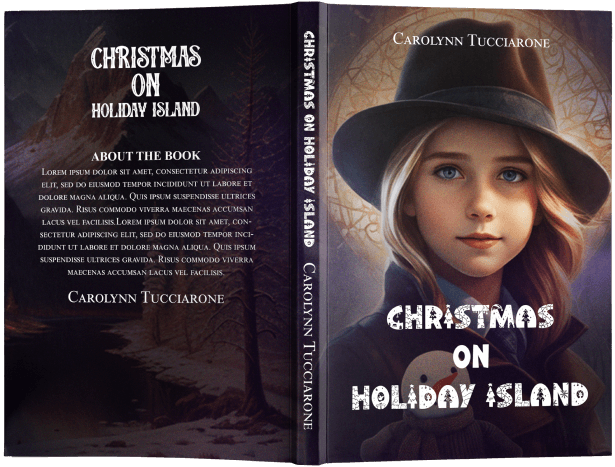 CHRISTMAS
ON
HOLIDAY ISLAND
ABOUT THE BOOK
LOREM IPSUM DOLOR SIT AMET, CONSECTETUR ADIPISCING
ELIT, SED DO EIUSMOD TEMPOR INCIDIDUNT UT LABORE ET
DOLORE MAGNA ALIQUA. QUIS IPSUM SUSPENDISSE ULTRICES
GRAVIDA. RISUS COMMODO VIVERRA MAECENAS ACCUMSAN
LACUS VEL FACILISIS.LOREM IPSUM DOLOR SIT AMET, CON-
SECTETUR ADIPISCING ELIT, SED DO EIUSMOD TEMPOR INCI-
DIDUNT UT LABORE ET DOLORE MAGNA ALIQUA. QUIS IPSUM
SUSPENDISSE ULTRICES GRAVIDA. RISUS COMMODO VIVERRA
MAECENAS ACCUMSAN LACUS VEL FACILISIS.
CAROLYNN TUCCIARONE
CHRISTMAS ON HOLIDAY ISLAND CAROLYNN TUCCIARONE
CAROLYNN TUCCIARONE
CHRISTMAS
ON
HOLIDAY ISLAND